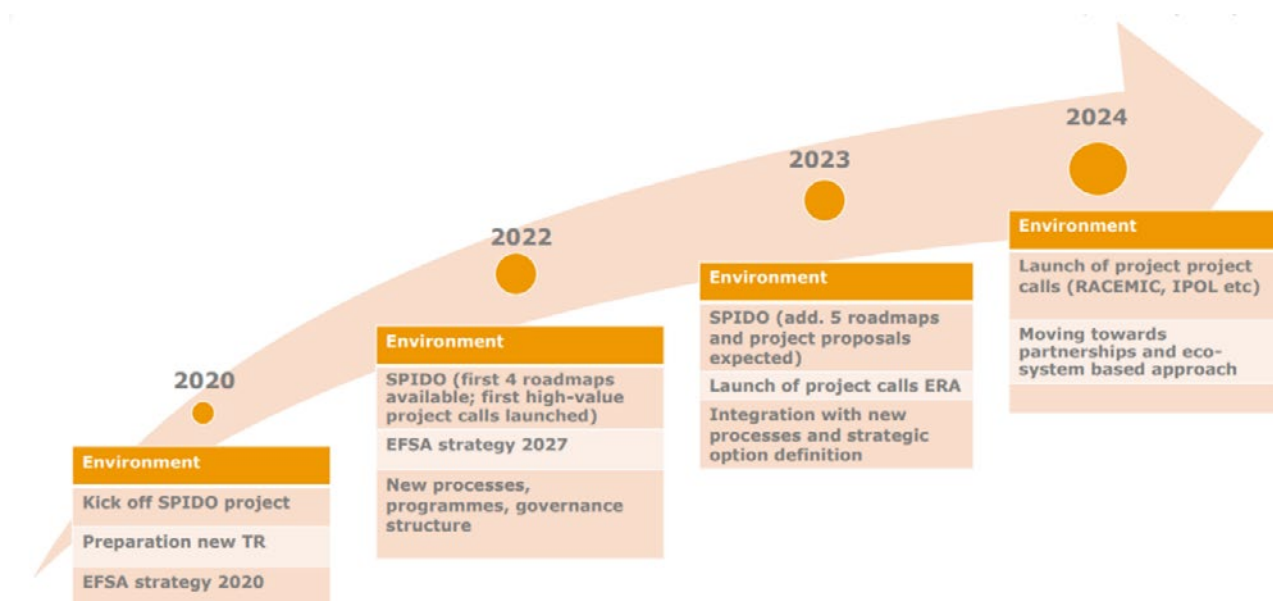 2020
Environment
Kick off SPIDO project
Preparation new TR
EFSA strategy 2020
2022
Environment
SPIDO (first 4 roadmaps
available; first high-value
project calls launched)
EFSA strategy 2027
New processes,
programmes, governance
structure
2023
Environment
SPIDO (add. 5 roadmaps
and project proposals
expected)
Launch of project calls ERA
Integration with new
processes and strategic
option definition
2024
Environment
Launch of project project
calls (RACEMIC, IPOL etc)
Moving towards
partnerships and eco-
system based approach